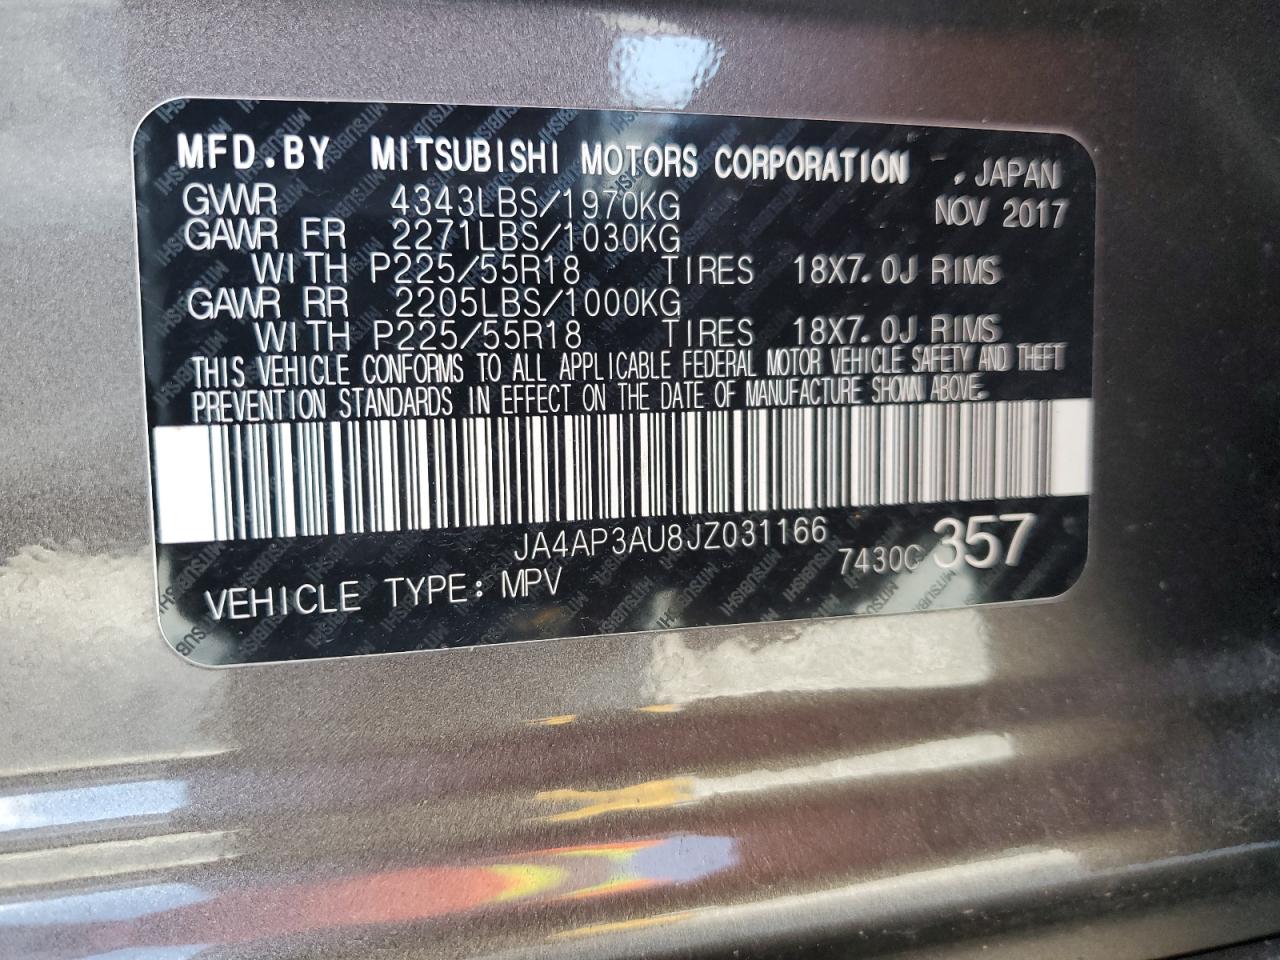 MFD.BY MITSUBISHI MOTORS CORPORATION , JAPAN
GVWR 4343LBS/1970KG NOV 2017
GAWR FR 2271LBS/1030KG
WITH P225/55R18 TIRES 18X7.0J RIMS
GAWR RR 2205LBS/1000KG
WITH P225/55R18 TIRES 18X7.0J RIMS
THIS VEHICLE CONFORMS TO ALL APPLICABLE FEDERAL MOTOR VEHICLE SAFETY AND THEFT
PREVENTION STANDARDS IN EFFECT ON THE DATE OF MANUFACTURE SHOWN ABOVE.
JA4AP3AU8JZ031166
7430C 357
VEHICLE TYPE: MPV